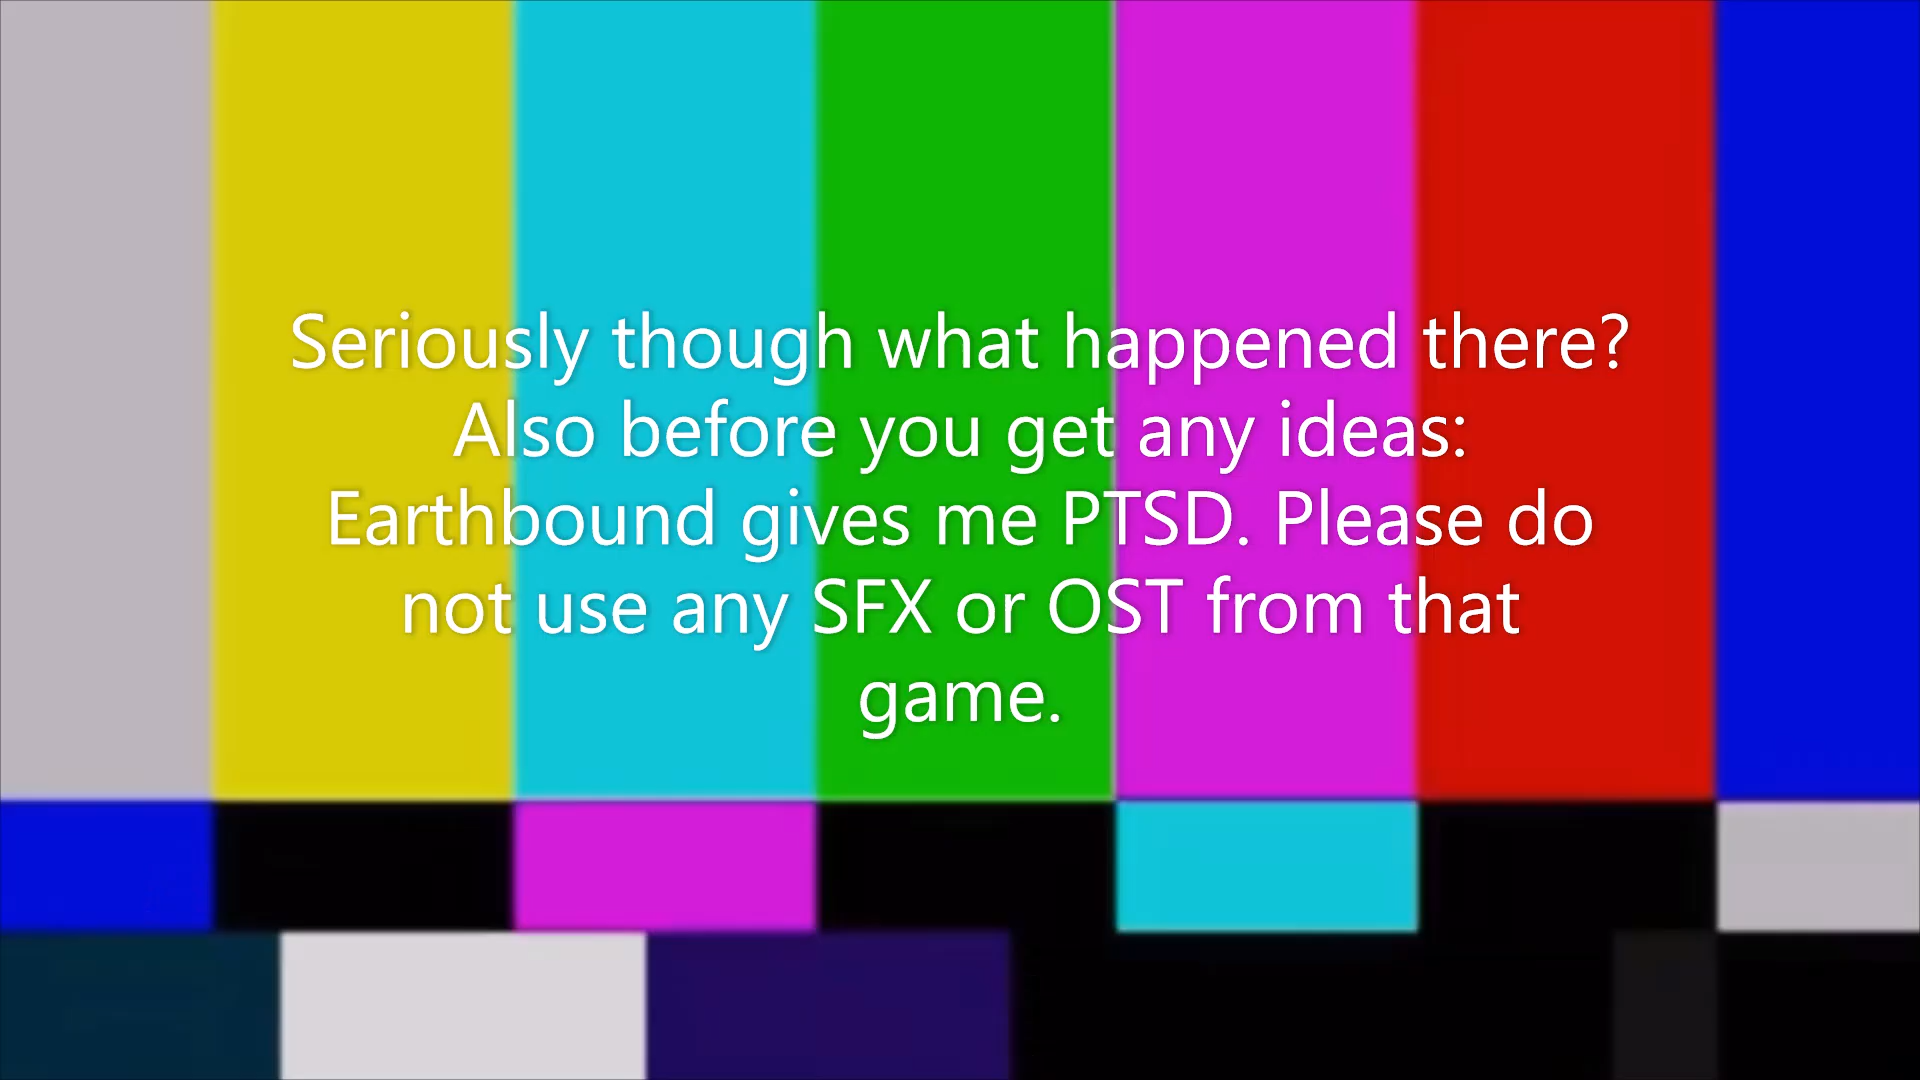 Seriously though what happened there?
Also before you get any ideas:
Earthbound gives me PTSD. Please do
not use any SFX or OST from that
game.